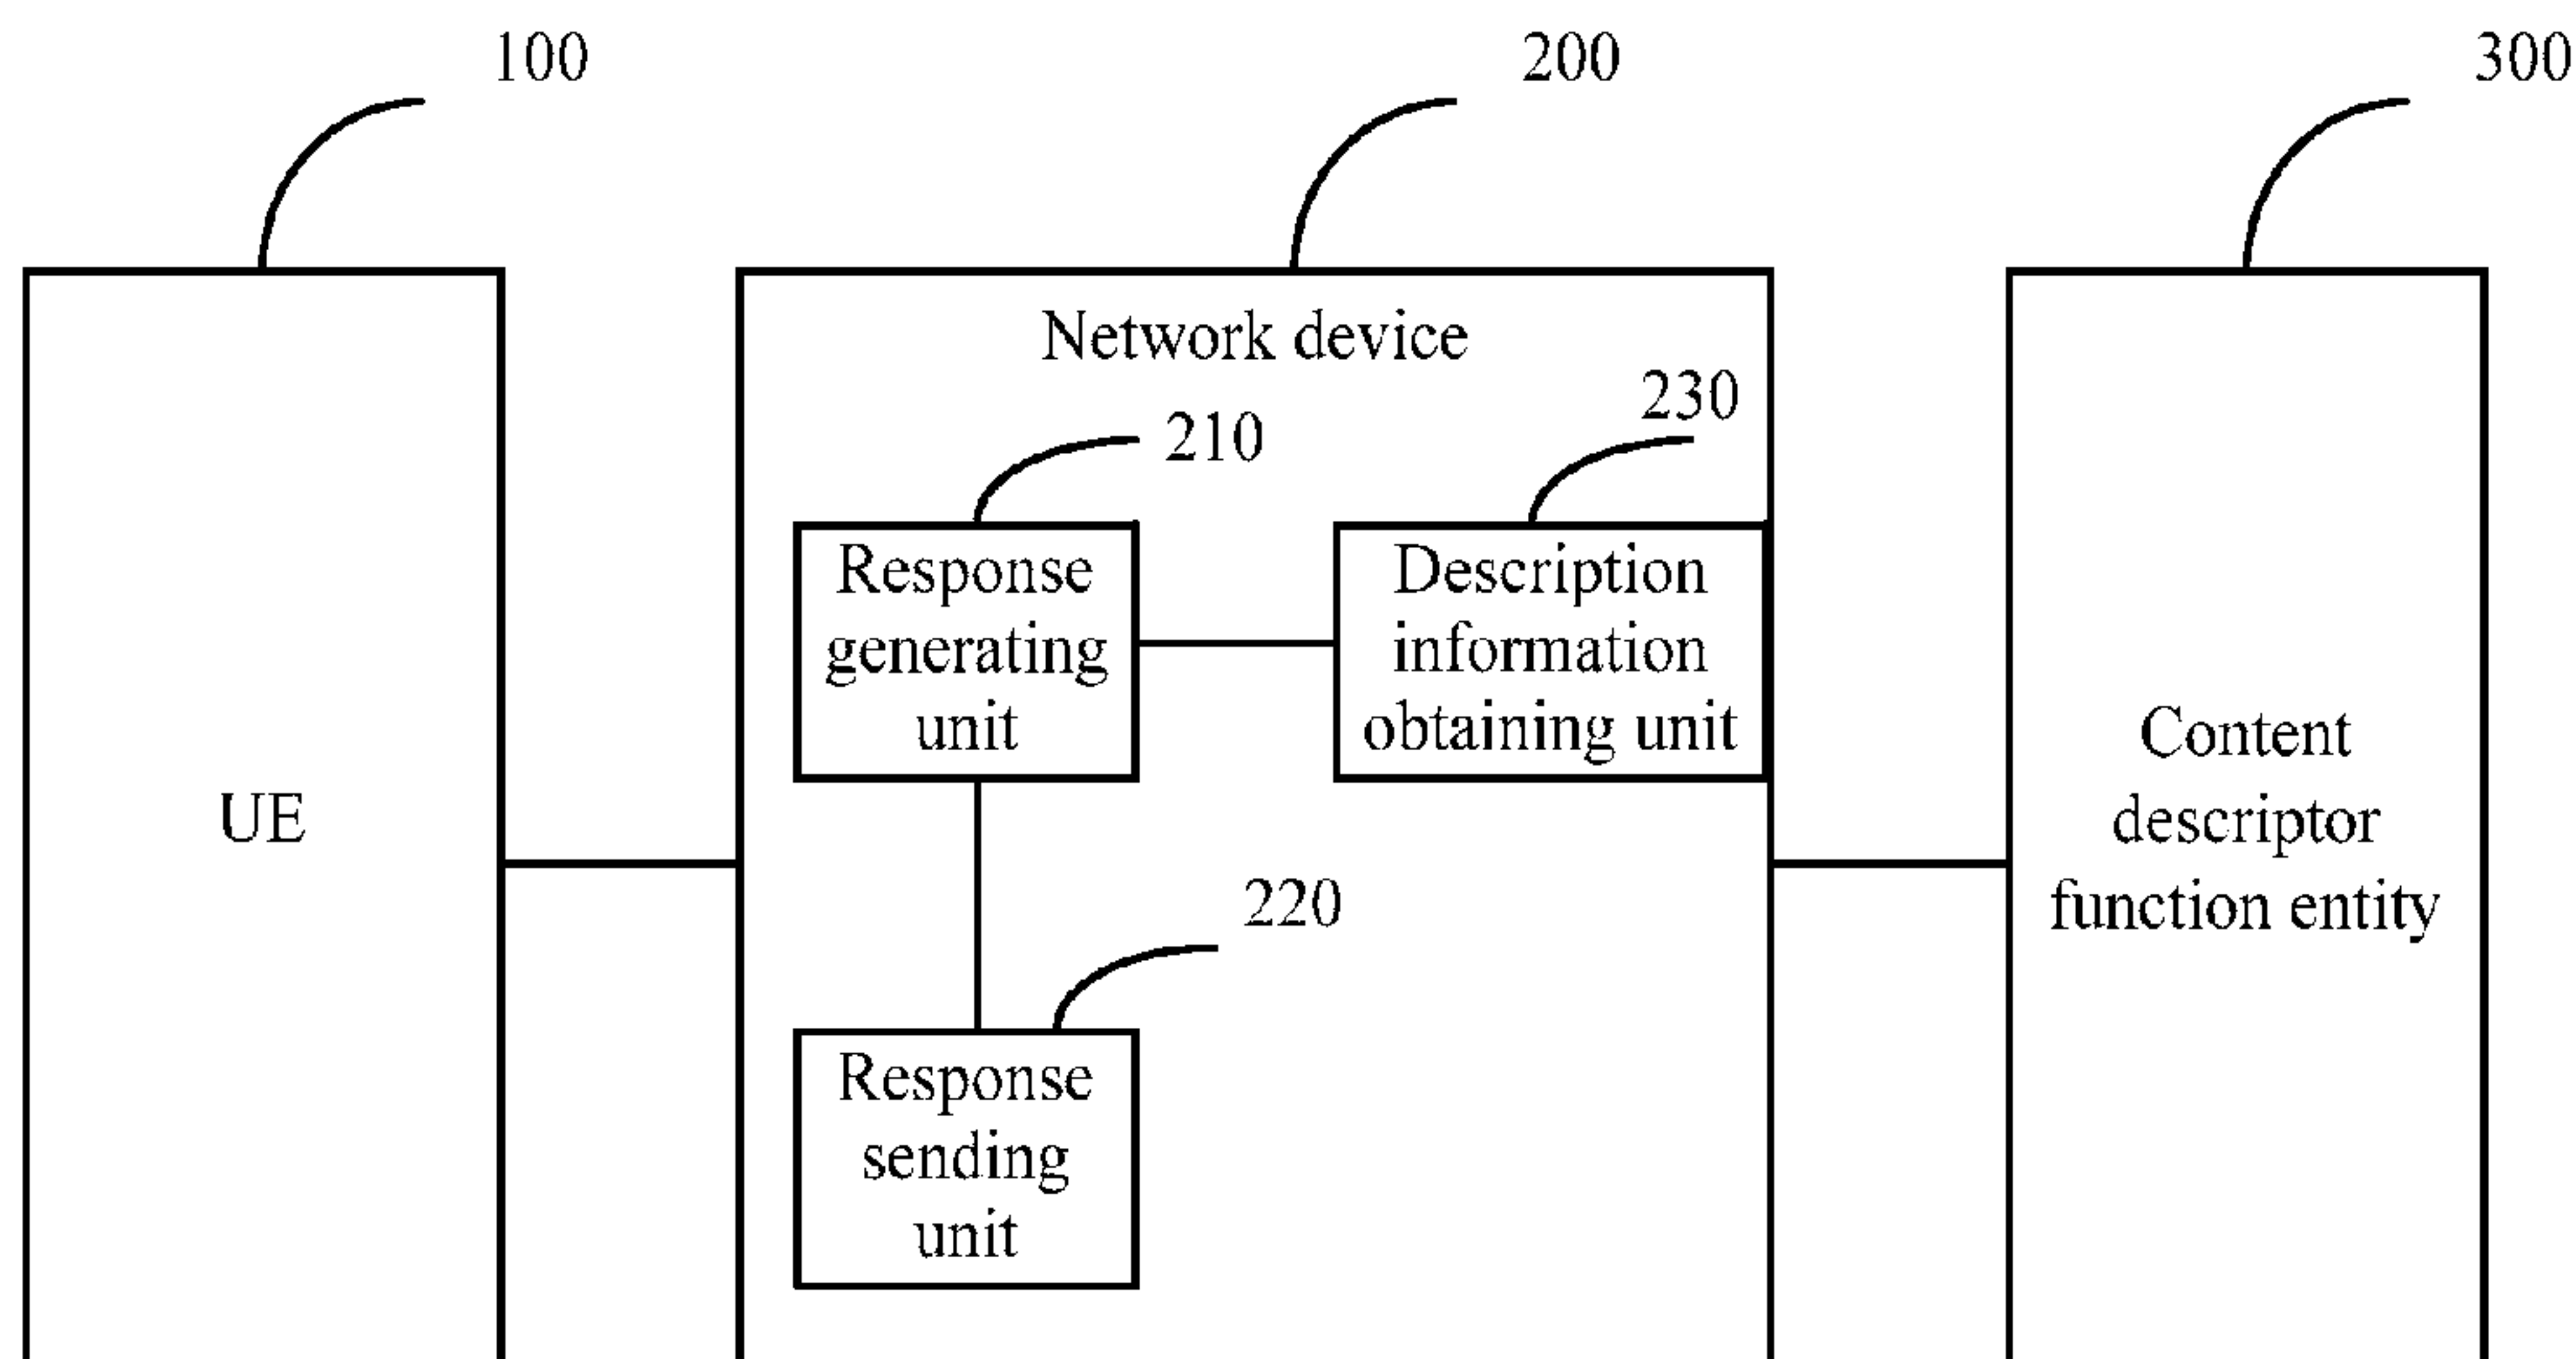 100
200
300
Network device
230
210
Response
generating
unit
Description
information
obtaining unit
UE
Content
descriptor
function entity
220
Response
sending
unit